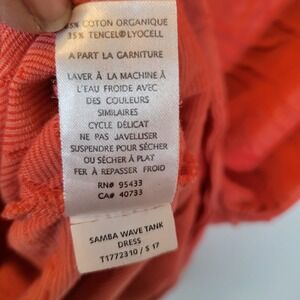 65% COTON ORGANIQUE
35% TENCEL®LYOCELL
A PART LA GARNITURE
LAVER À LA MACHINE À
L'EAU FROIDE AVEC
DES COULEURS
SIMILAIRES
CYCLE DÉLICAT
NE PAS JAVELLISER
SUSPENDRE POUR SÉCHER
OU SÉCHER À PLAT
FER À REPASSER FROID
RN# 95433
CA# 40733
SAMBA WAVE TANK
DRESS
T1772310 / S 17